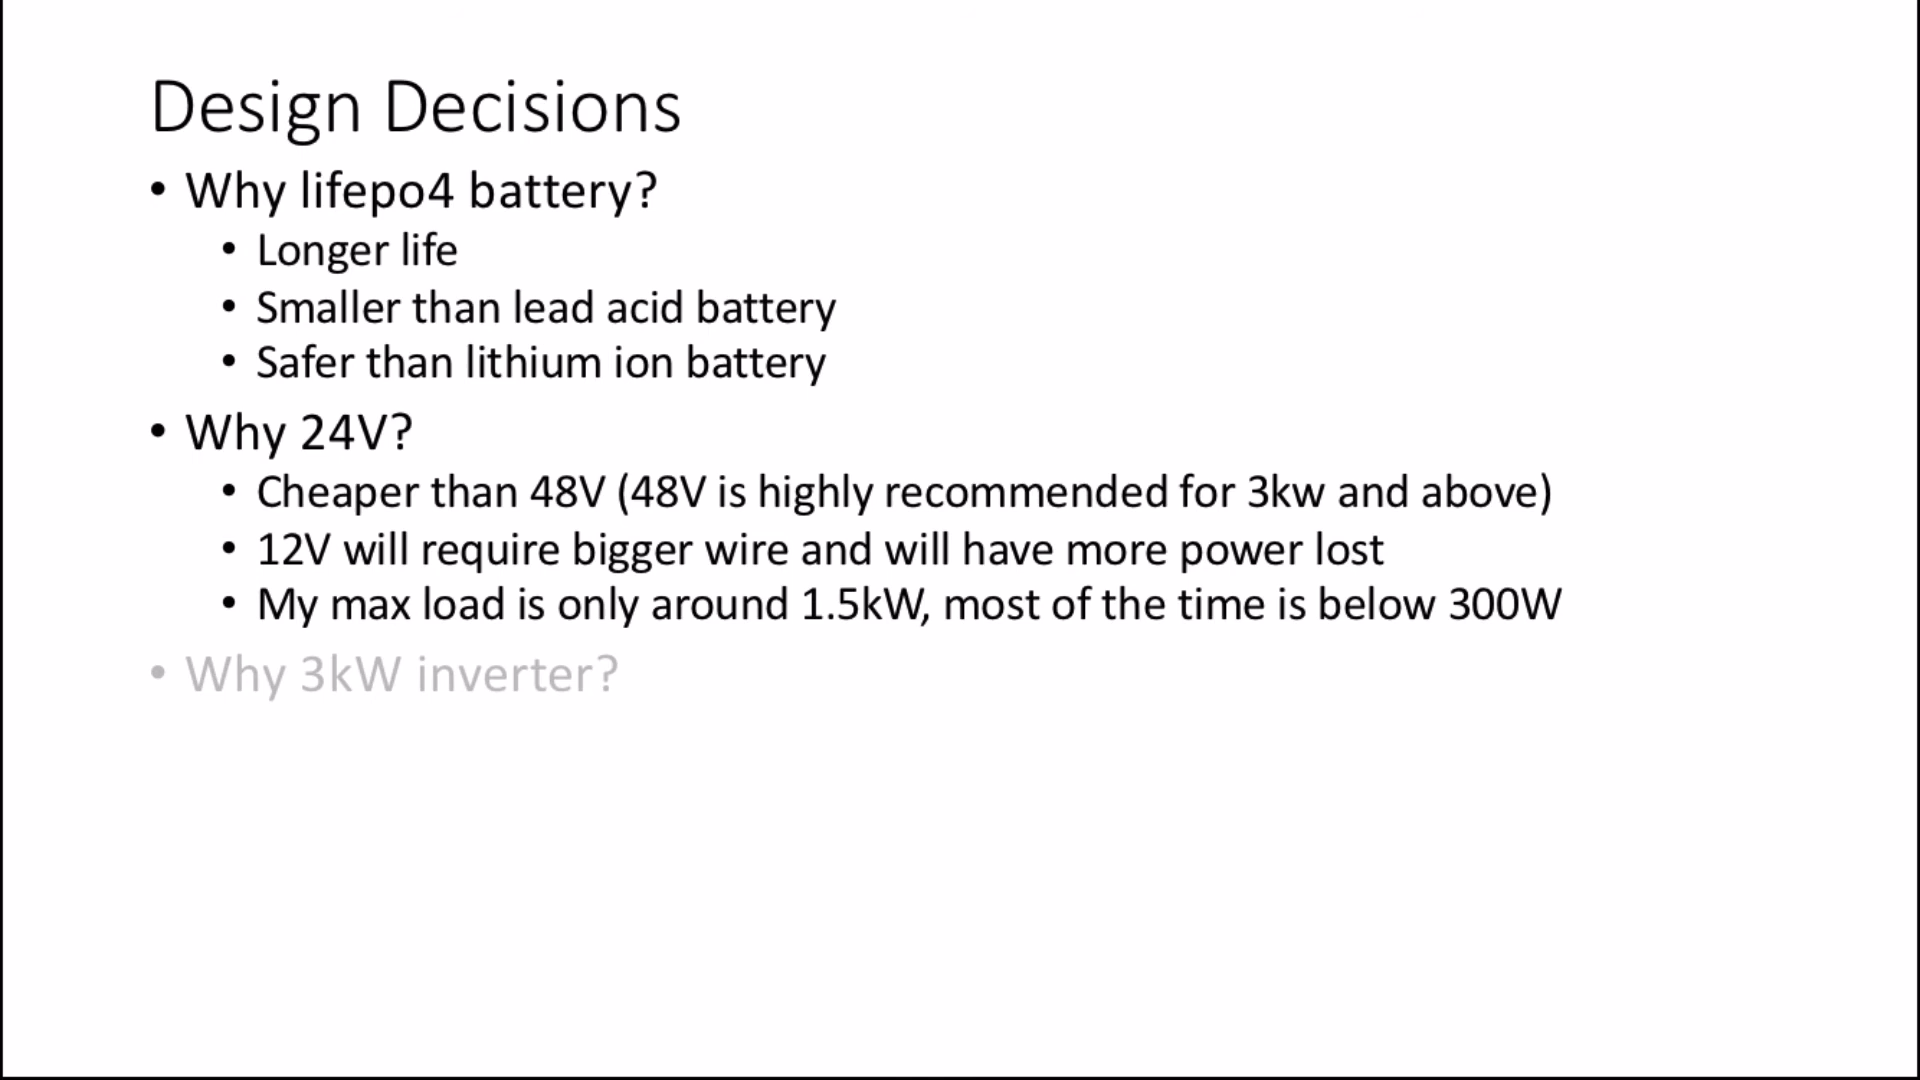 Design Decisions
• Why lifepo4 battery?
• Longer life
• Smaller than lead acid battery
• Safer than lithium ion battery
• Why 24V?
• Cheaper than 48V (48V is highly recommended for 3kw and above)
• 12V will require bigger wire and will have more power lost
• My max load is only around 1.5kW, most of the time is below 300W
• Why 3kW inverter?